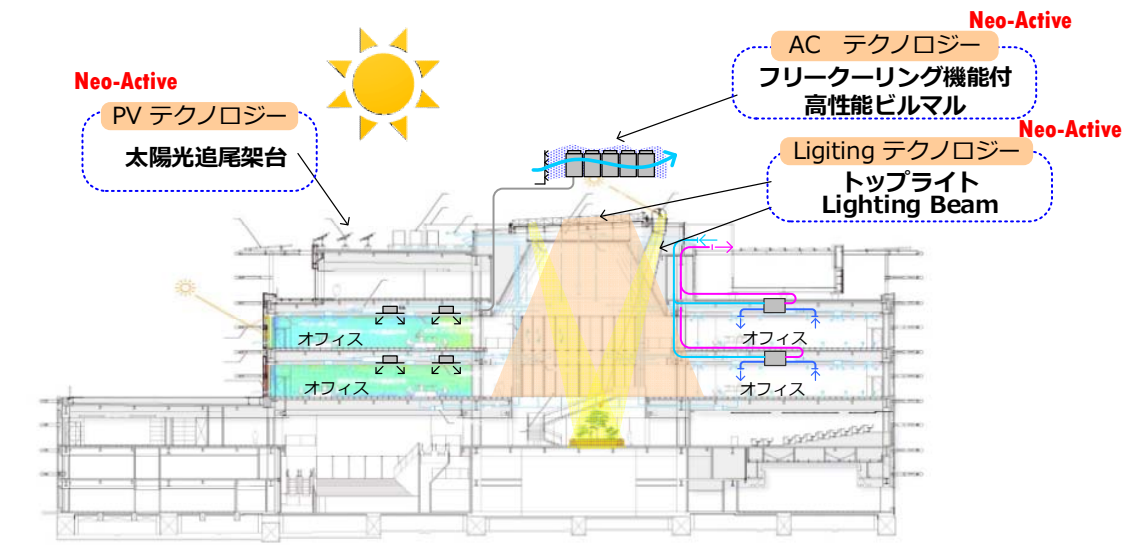 Neo-Active
AC テクノロジー
フリークーリング機能付
高性能ビルマル
Neo-Active
PV テクノロジー
太陽光追尾架台
Neo-Active
Ligiting テクノロジー
トップライト
Lighting Beam
オフィス
オフィス
オフィス
オフィス